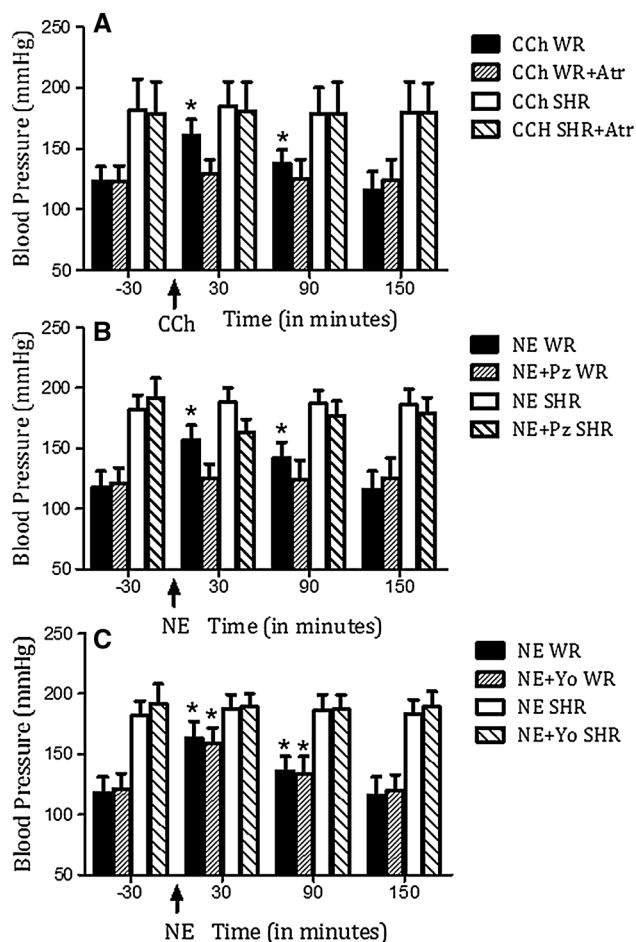 A
Blood Pressure (mmHg)
250
200
150
100
50
*
*
-30
30
90
150
CCh
Time (in minutes)
CCh WR
CCh WR+Atr
CCh SHR
CCH SHR+Atr
B
Blood Pressure (mmHg)
250
200
150
100
50
*
*
-30
30
90
150
NE
Time (in minutes)
NE WR
NE+Pz WR
NE SHR
NE+Pz SHR
C
Blood Pressure (mmHg)
250
200
150
100
50
* *
* *
-30
30
90
150
NE
Time (in minutes)
NE WR
NE+Yo WR
NE SHR
NE+Yo SHR